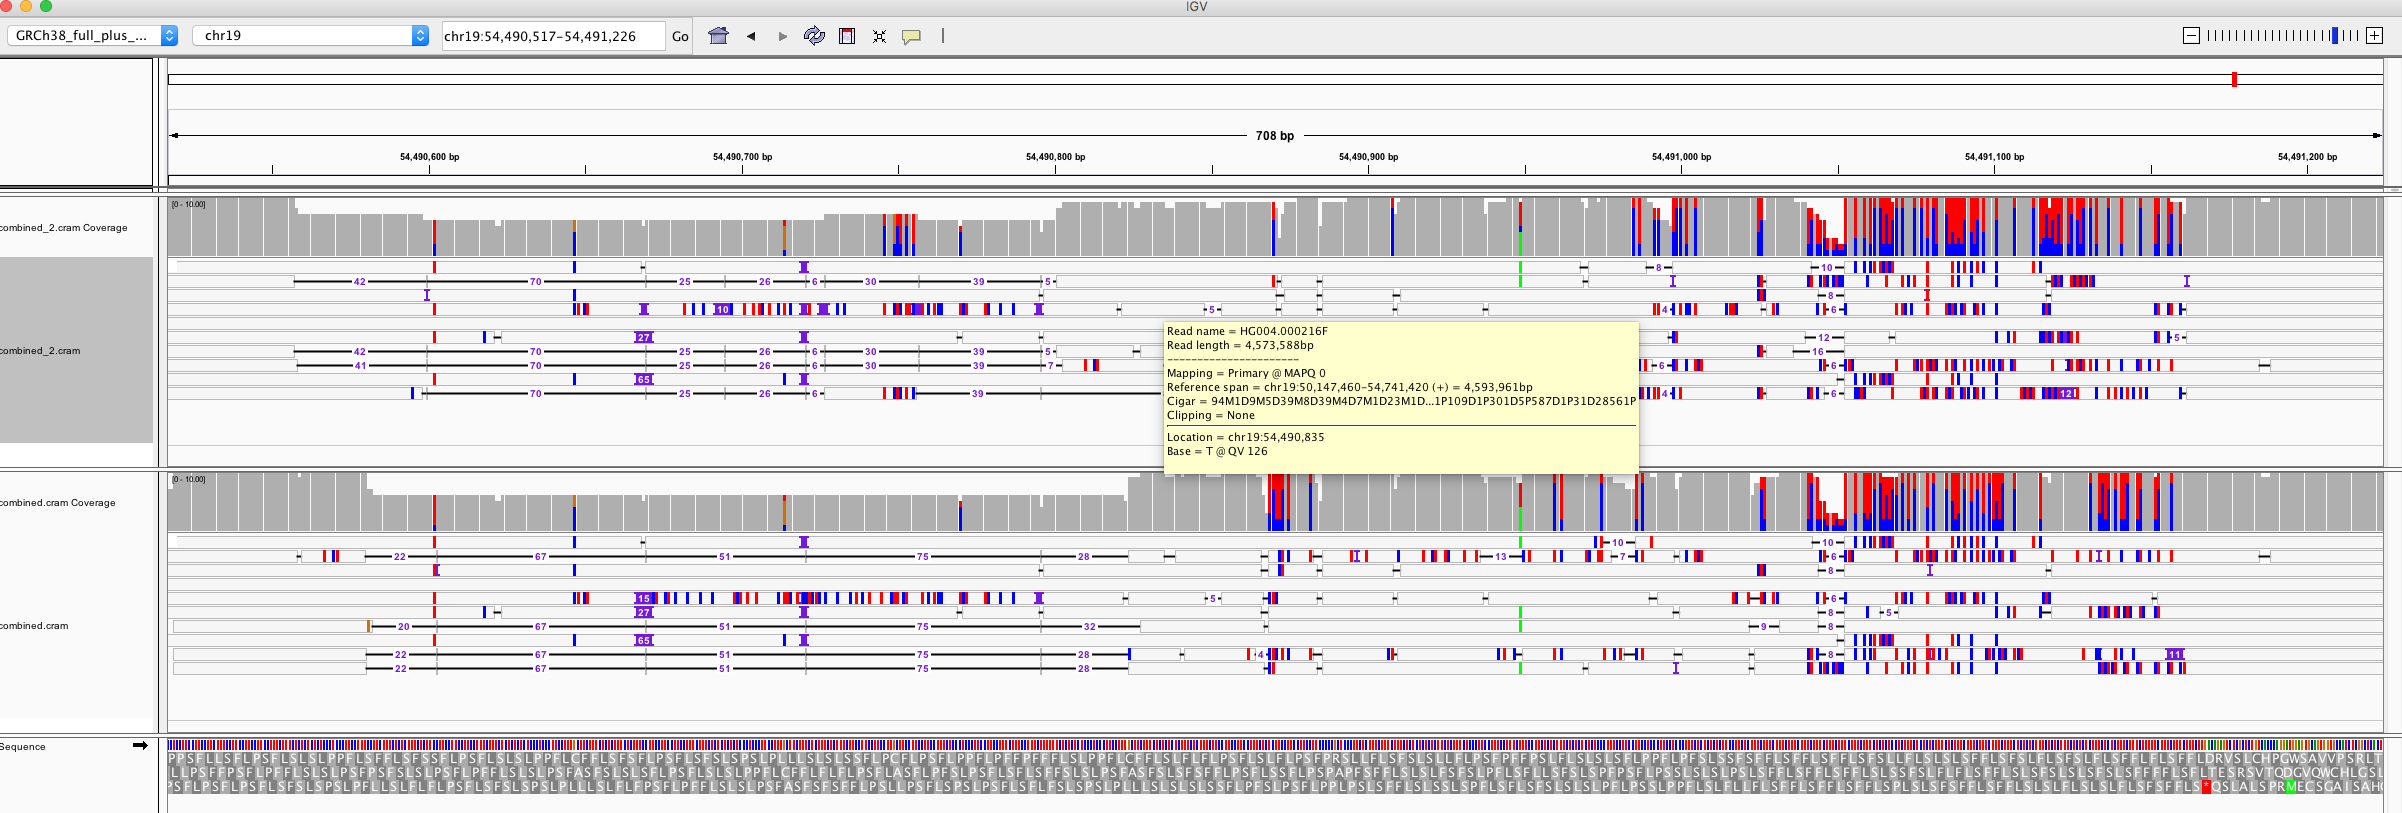 IGV
GRCh38_full_plus_... chr19 chr19:54,490,517-54,491,226 Go
708 bp
54,490,600 bp 54,490,700 bp 54,490,800 bp 54,490,900 bp 54,491,000 bp 54,491,100 bp 54,491,200 bp
[0 - 10.00]
combined_2.cram Coverage
8 10
42 70 25 26 6 30 39 5
8
10 5 4 6
27 12 5
combined_2.cram
42 70 25 26 6 30 39 5 16
41 70 25 26 6 30 39 7 6 6
65
70 25 26 6 39 4 6 12
Read name = HG004.000216F
Read length = 4,573,588bp
----------------------
Mapping = Primary @ MAPQ 0
Reference span = chr19:50,147,460-54,741,420 (+) = 4,593,961bp
Cigar = 94M1D9M5D39M8D39M4D7M1D23M1D...1P109D1P301D5P587D1P31D28561P
Clipping = None
Location = chr19:54,490,835
Base = T @ QV 126
[0 - 10.00]
combined.cram Coverage
10 10
22 67 51 75 28 13 7 6
8
15 5 6
27 8 5
combined.cram
20 67 51 75 32 9 8
65
22 67 51 75 28 4 8 11
22 67 51 75 28
Sequence